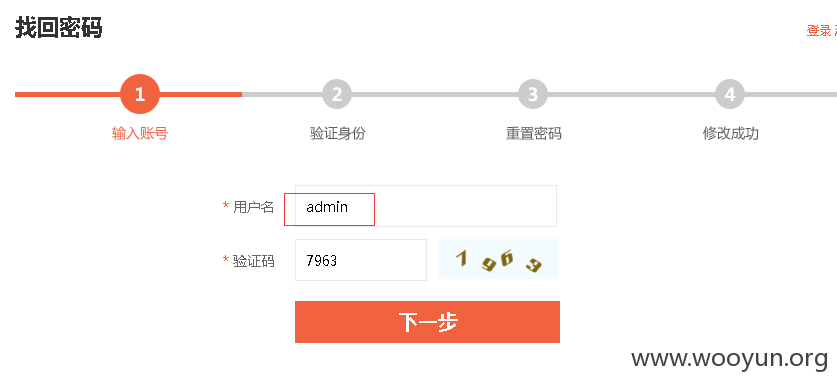 找回密码
登录
1 2 3 4
输入账号 验证身份 重置密码 修改成功
* 用户名 admin
* 验证码 7963 7963
下一步
www.wooyun.org